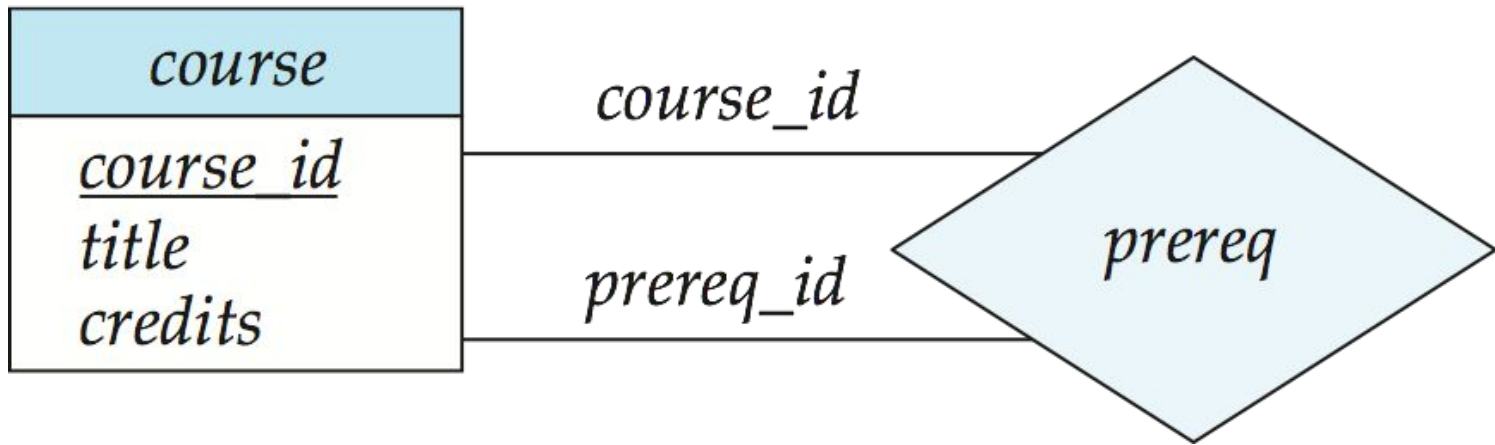 course
course_id
title
credits
course_id
prereq_id
prereq